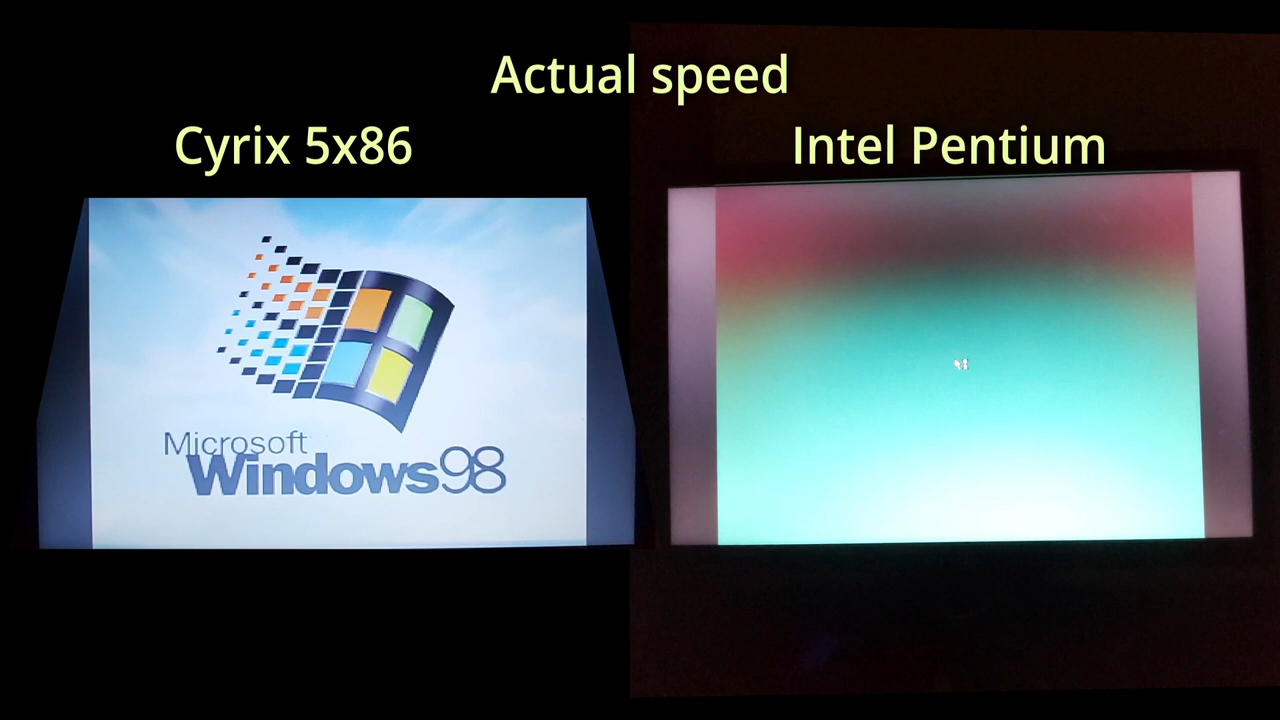 Actual speed
Cyrix 5x86
Intel Pentium
Microsoft
Windows98